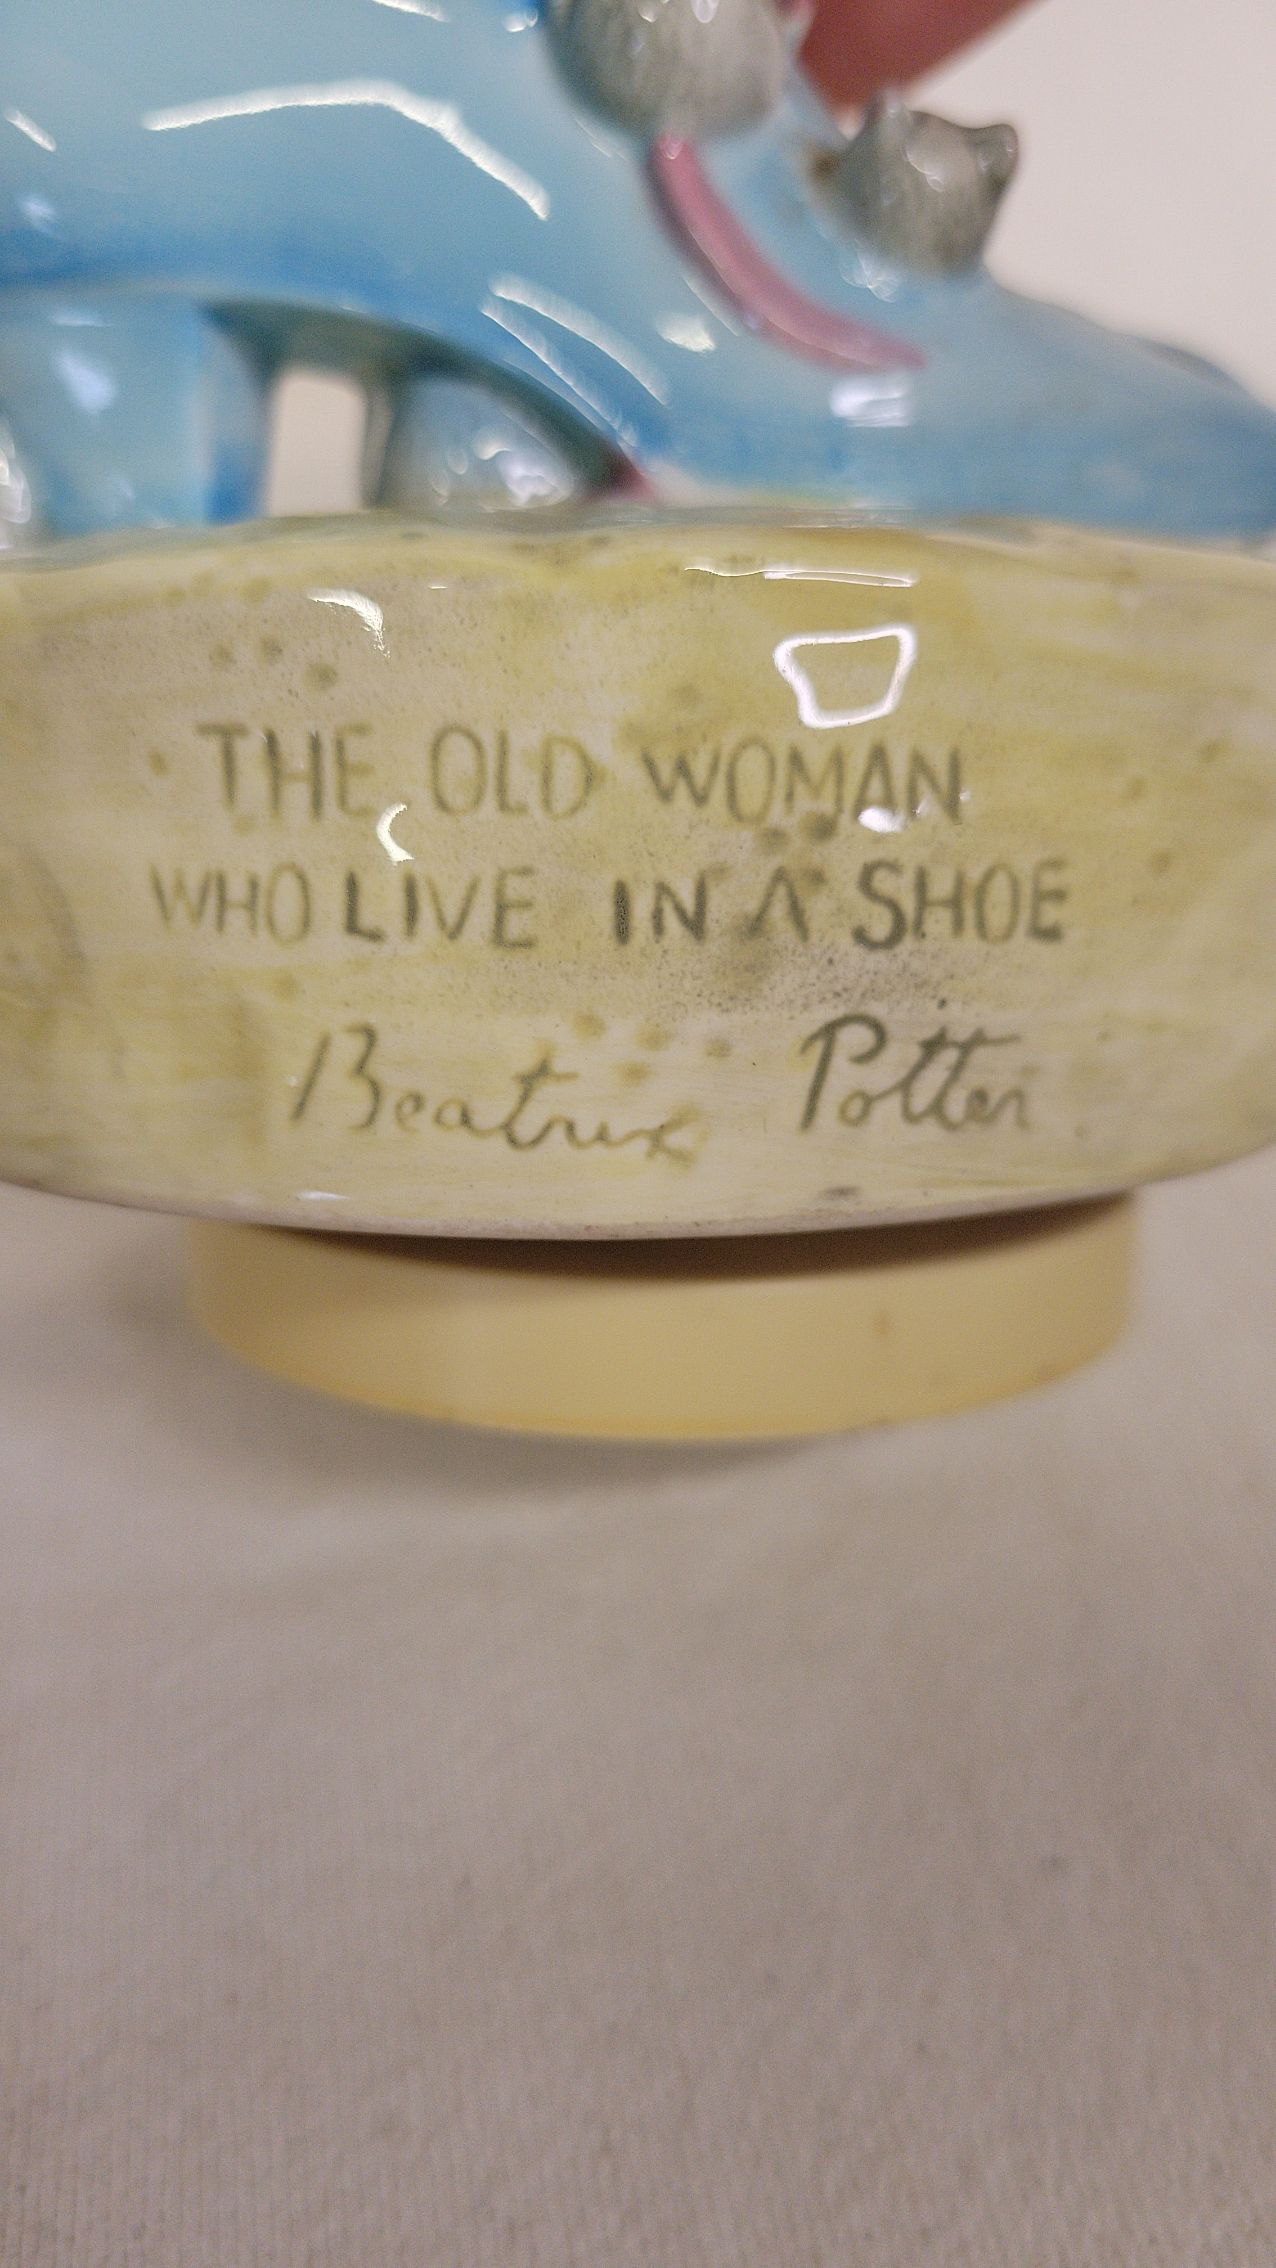 THE OLD WOMAN
WHO LIVE IN A SHOE
Beatrix Potter